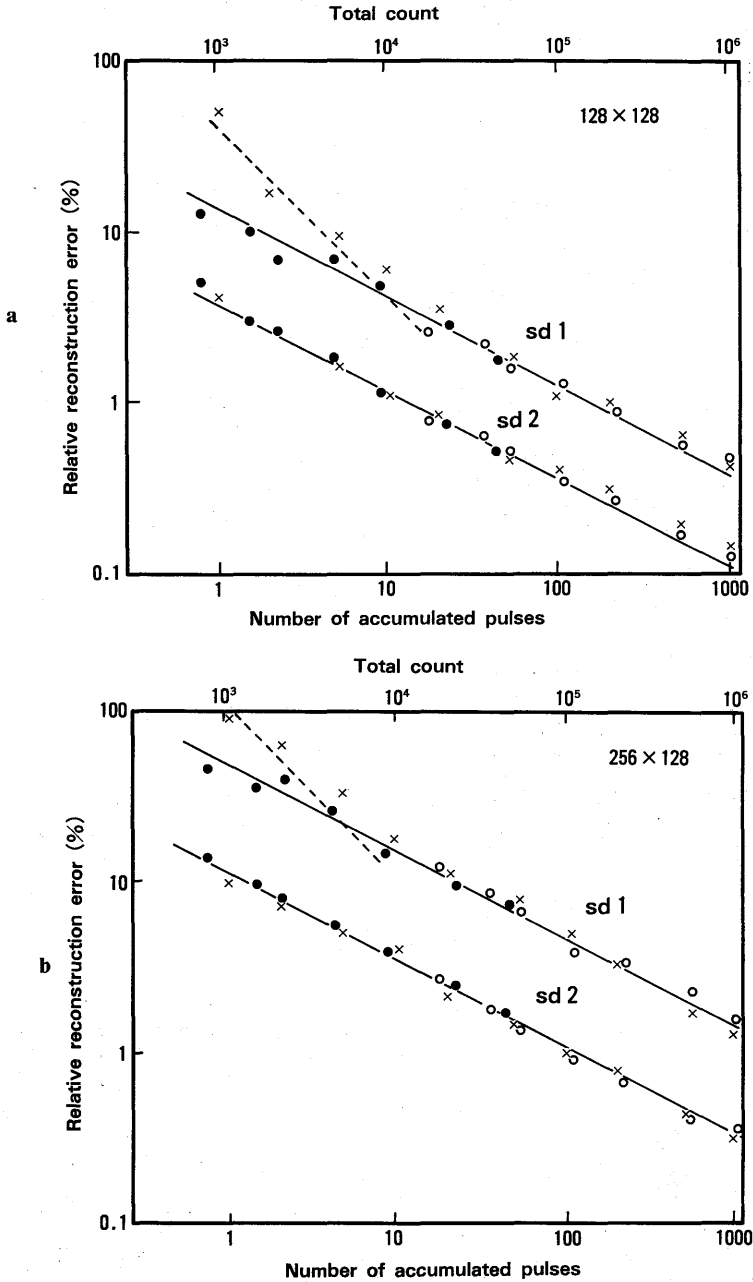 Total count
10³ 10⁴ 10⁵ 10⁶
100
128 × 128
10
sd 1
a
1
sd 2
0.1
Relative reconstruction error (%)
1 10 100 1000
Number of accumulated pulses
Total count
10³ 10⁴ 10⁵ 10⁶
100
256 × 128
10
sd 1
b
sd 2
1
0.1
Relative reconstruction error (%)
1 10 100 1000
Number of accumulated pulses